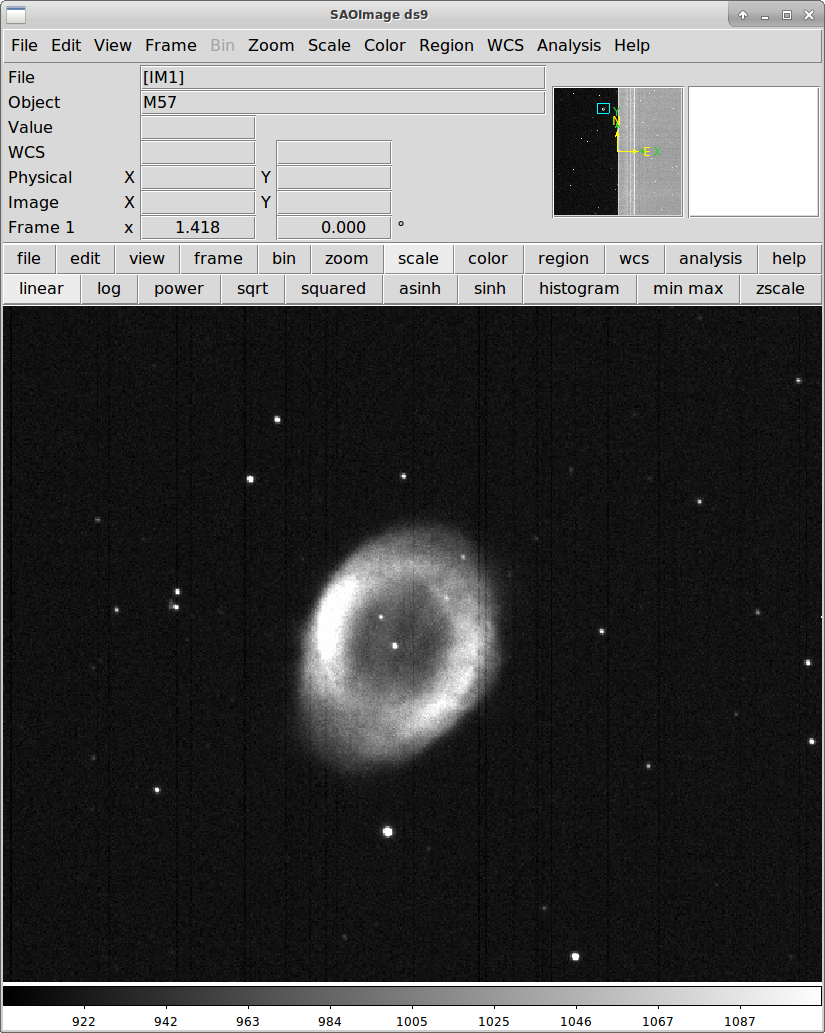 SAOImage ds9
File Edit View Frame Bin Zoom Scale Color Region WCS Analysis Help
File [IM1]
Object M57
Value
WCS
Physical X Y
Image X Y
Frame 1 x 1.418 0.000 °
Y
N
E X
file edit view frame bin zoom scale color region wcs analysis help
linear log power sqrt squared asinh sinh histogram min max zscale
922 942 963 984 1005 1025 1046 1067 1087